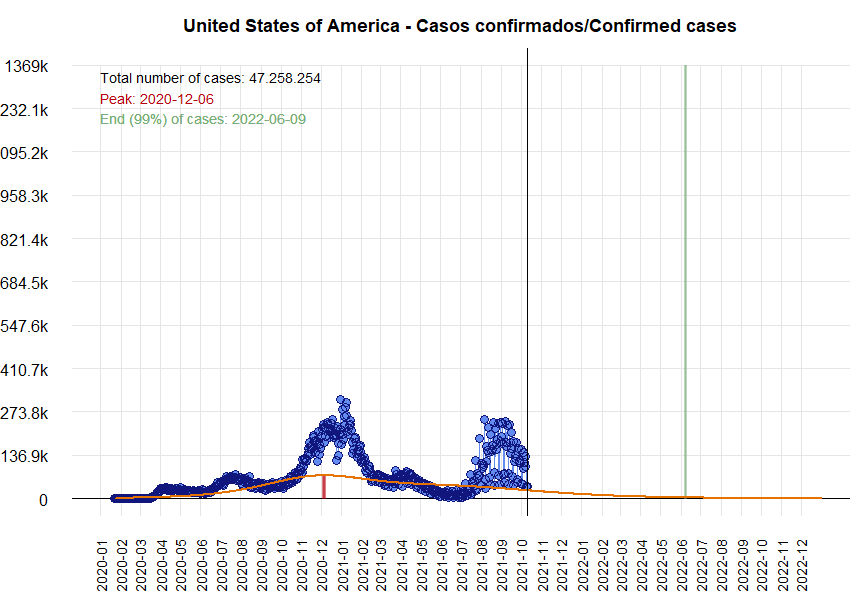 United States of America - Casos confirmados/Confirmed cases
1369k
Total number of cases: 47.258.254
Peak: 2020-12-06
232.1k
End (99%) of cases: 2022-06-09
095.2k
958.3k
821.4k
684.5k
547.6k
410.7k
273.8k
136.9k
0
2020-01
2020-02
2020-03
2020-04
2020-05
2020-06
2020-07
2020-08
2020-09
2020-10
2020-11
2020-12
2021-01
2021-02
2021-03
2021-04
2021-05
2021-06
2021-07
2021-08
2021-09
2021-10
2021-11
2021-12
2022-01
2022-02
2022-03
2022-04
2022-05
2022-06
2022-07
2022-08
2022-09
2022-10
2022-11
2022-12